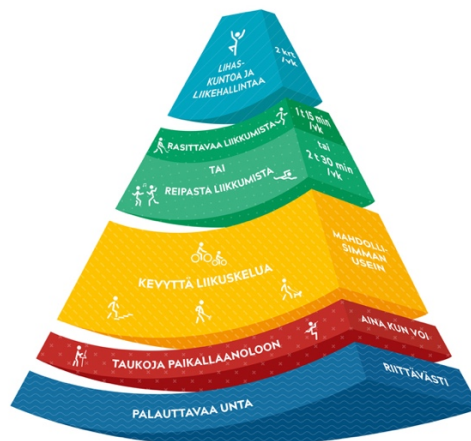 LIHAS-
KUNTOA JA
LIIKEHALLINTAA
2 krt
/vk
RASITTAVAA LIIKKUMISTA
1 t 15 min
/vk
TAI
tai
REIPASTA LIIKKUMISTA
2 t 30 min
/vk
KEVYTTÄ LIIKUSKELUA
MAHDOLLI-
SIMMAN
USEIN
TAUKOJA PAIKALLAANOLOON
AINA KUN VOI
PALAUTTAVAA UNTA
RIITTÄVÄSTI